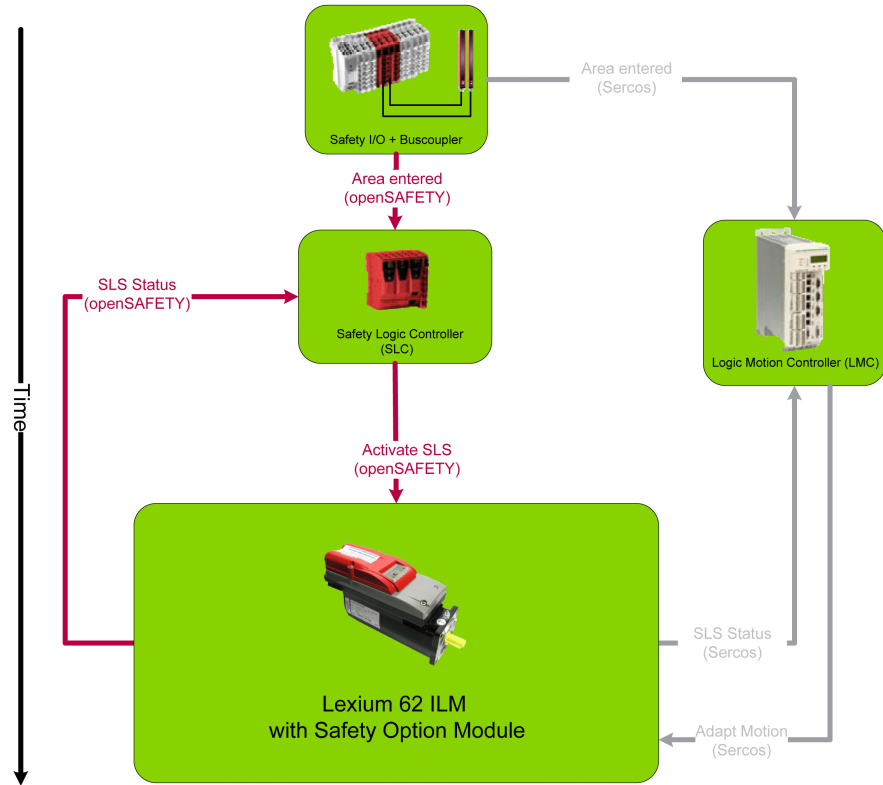 Area entered
(Sercos)
Safety I/O + Buscoupler
Area entered
(openSAFETY)
SLS Status
(openSAFETY)
Safety Logic Controller
(SLC)
Logic Motion Controller (LMC)
Time
Activate SLS
(openSAFETY)
SLS Status
(Sercos)
Lexium 62 ILM
with Safety Option Module
Adapt Motion
(Sercos)